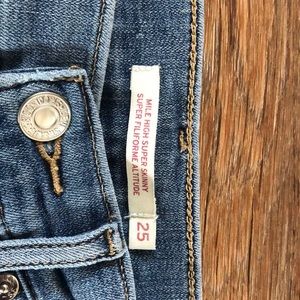 MILE HIGH SUPER SKINNY
SUPER FILIFORME ALTITUDE
25